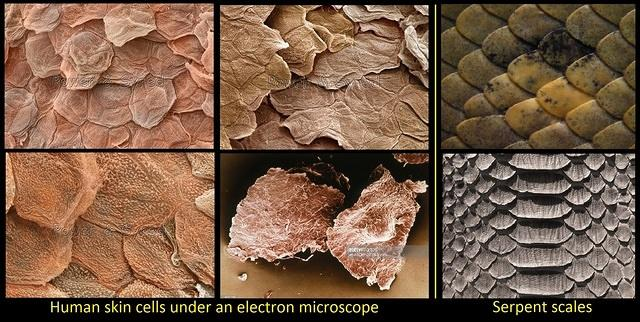 Human skin cells under an electron microscope
Serpent scales